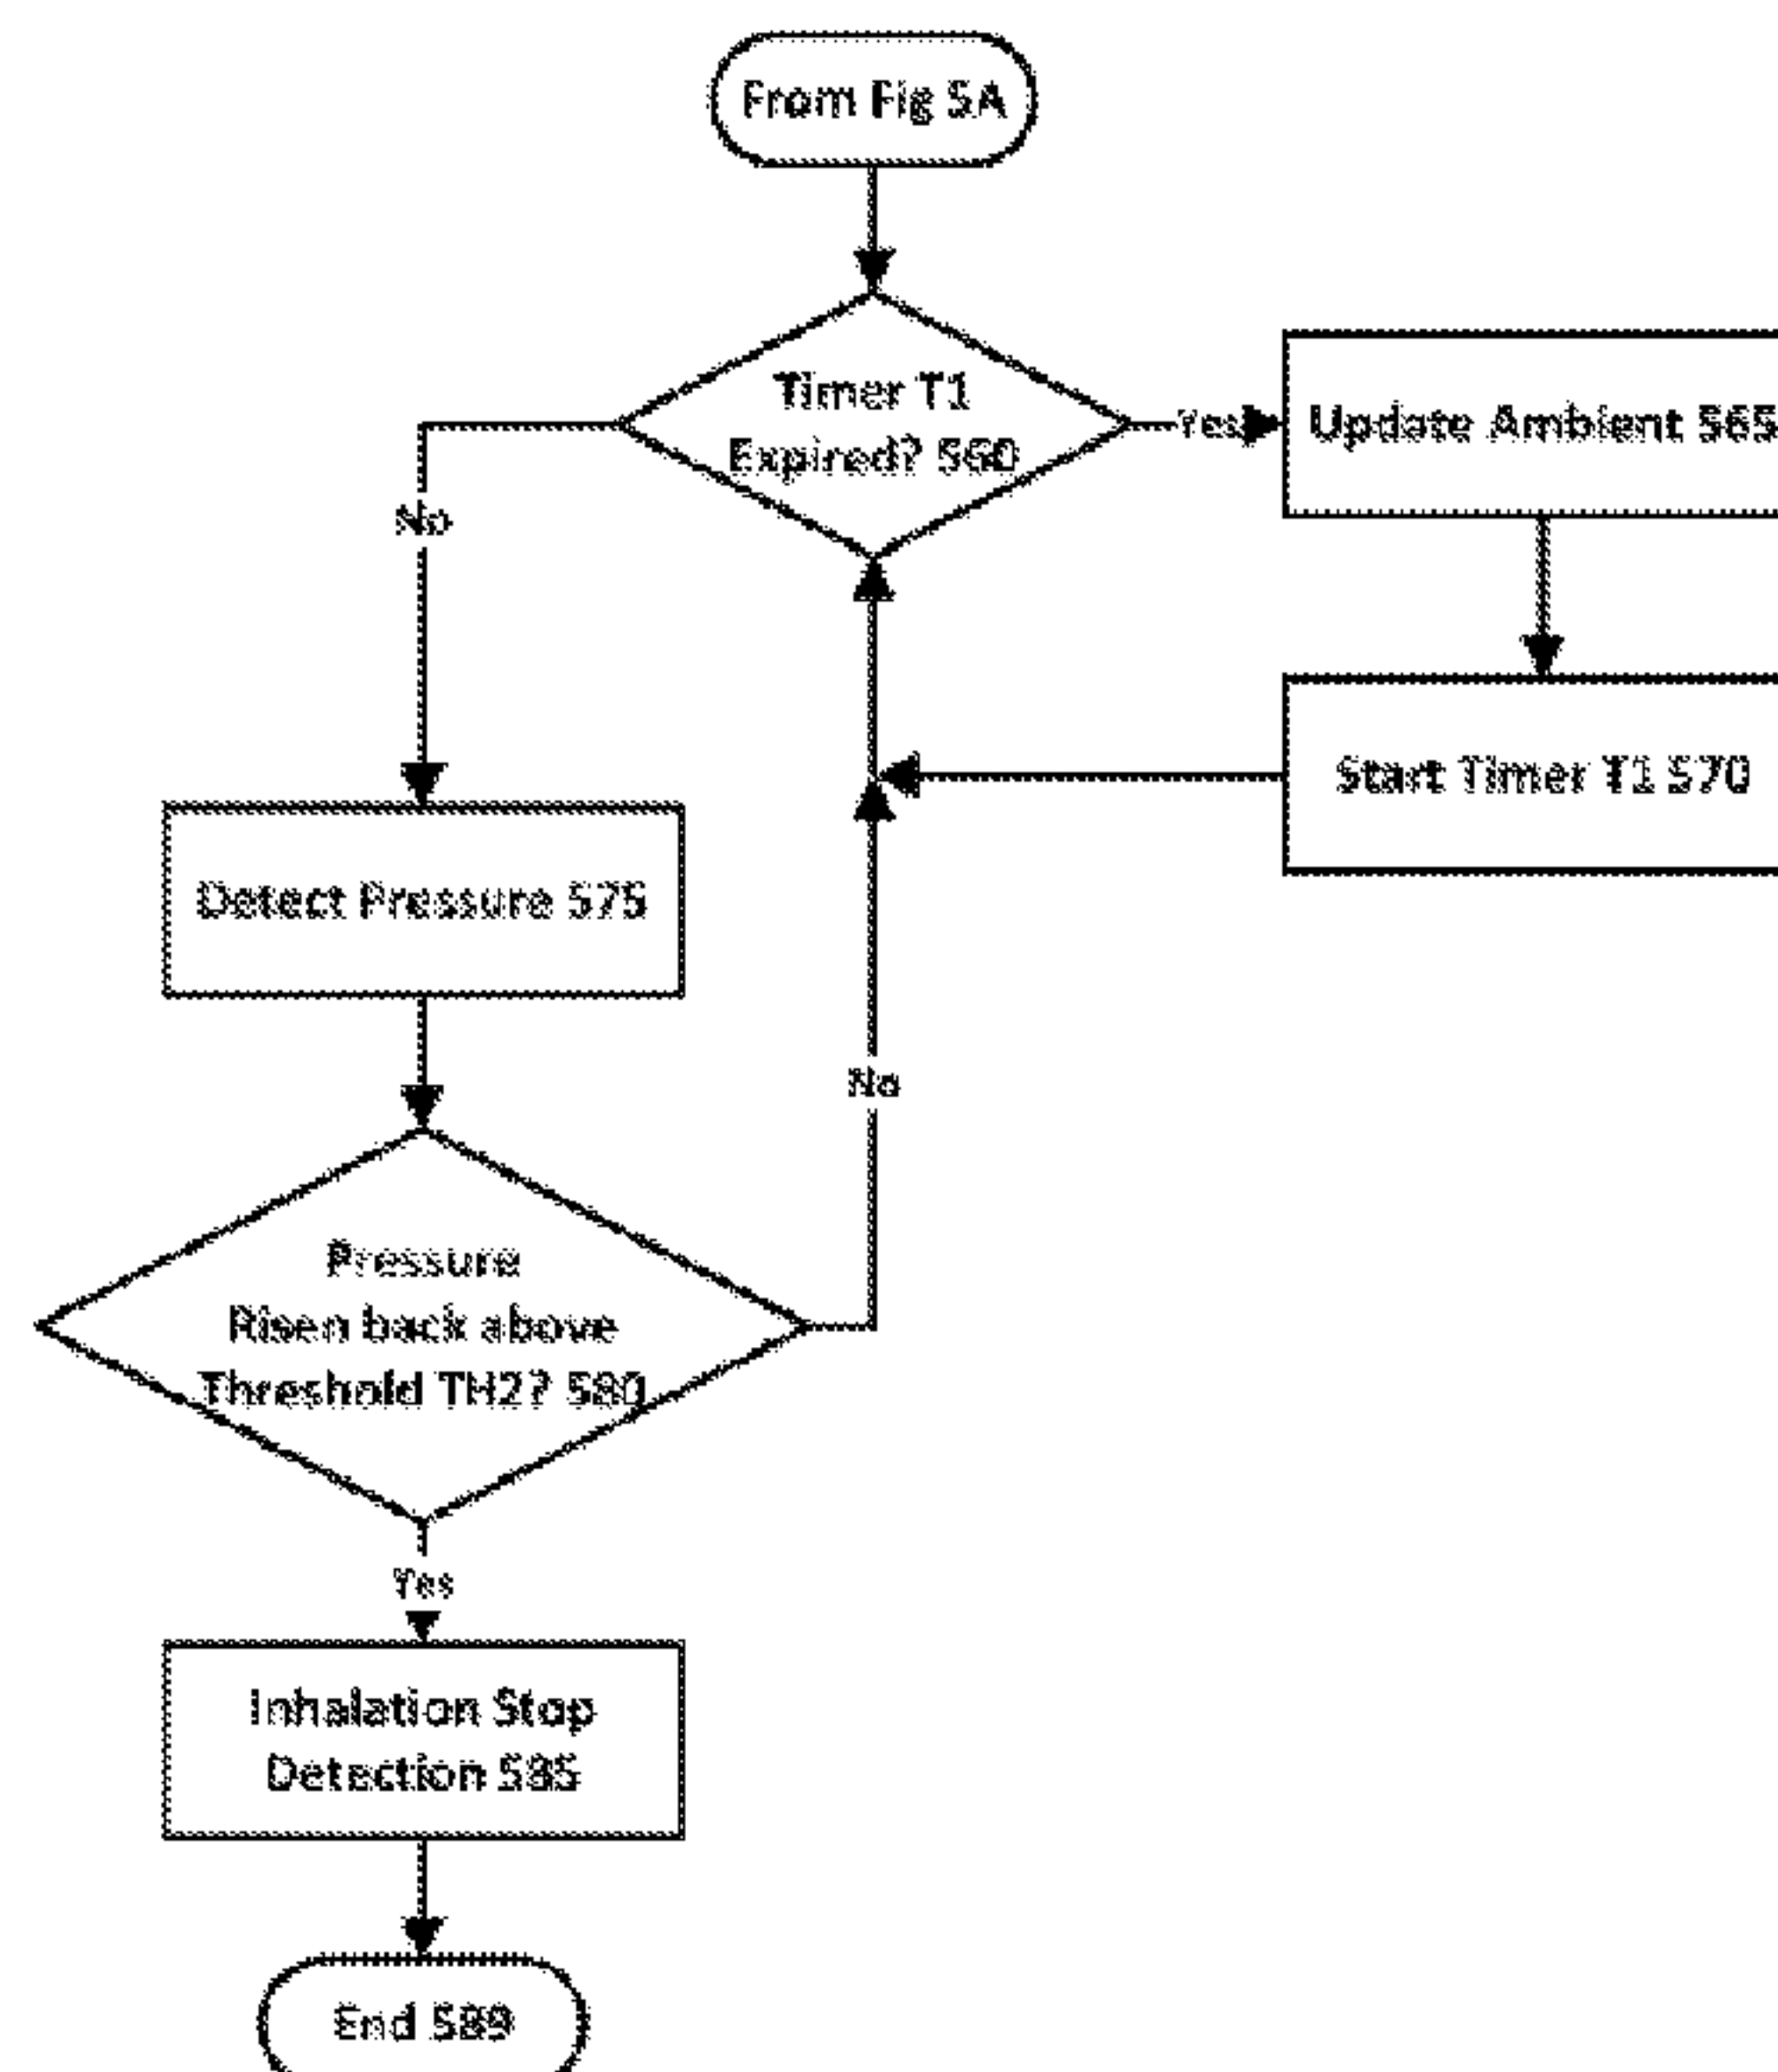 From Fig 5A
Timer T1
Expired? 560
Yes
Update Ambient 565
No
Start Timer T1 570
Detect Pressure 575
No
Pressure
Risen back above
Threshold TH2? 580
Yes
Inhalation Stop
Detection 585
End 589